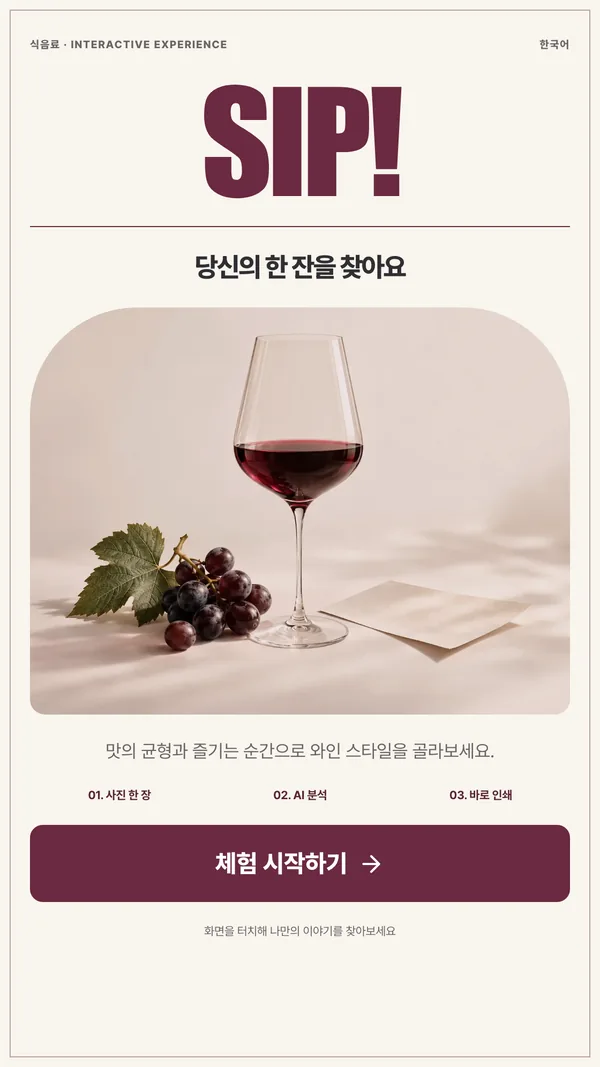 식음료 · INTERACTIVE EXPERIENCE
한국어
SIP!
당신의 한 잔을 찾아요
맛의 균형과 즐기는 순간으로 와인 스타일을 골라보세요.
01. 사진 한 장
02. AI 분석
03. 바로 인쇄
체험 시작하기 →
화면을 터치해 나만의 이야기를 찾아보세요